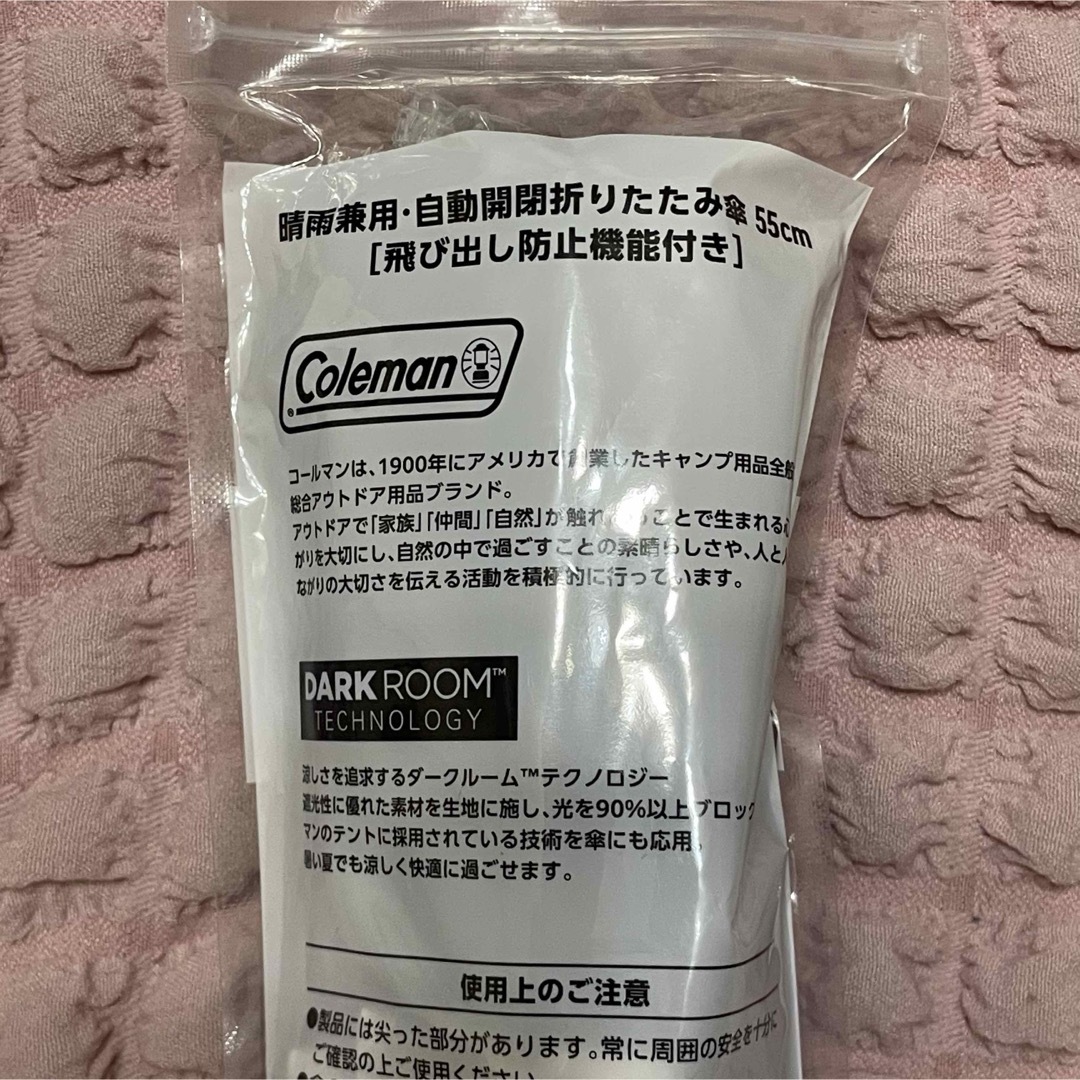 晴雨兼用・自動開閉折りたたみ傘 55cm
[飛び出し防止機能付き]
Coleman
®
コールマンは、1900年にアメリカで創業したキャンプ用品全般
総合アウトドア用品ブランド。
アウトドアで「家族」「仲間」「自然」が触れ うことで生まれる心
がりを大切にし、自然の中で過ごすことの素晴らしさや、人と人
ながりの大切さを伝える活動を積極的に行っています。
DARK ROOM™
TECHNOLOGY
涼しさを追求するダークルーム™テクノロジー
遮光性に優れた素材を生地に施し、光を90%以上ブロック
マンのテントに採用されている技術を傘にも応用。
暑い夏でも涼しく快適に過ごせます。
使用上のご注意
●製品には尖った部分があります。常に周囲の安全を十分に
ご確認の上ご使用ください。